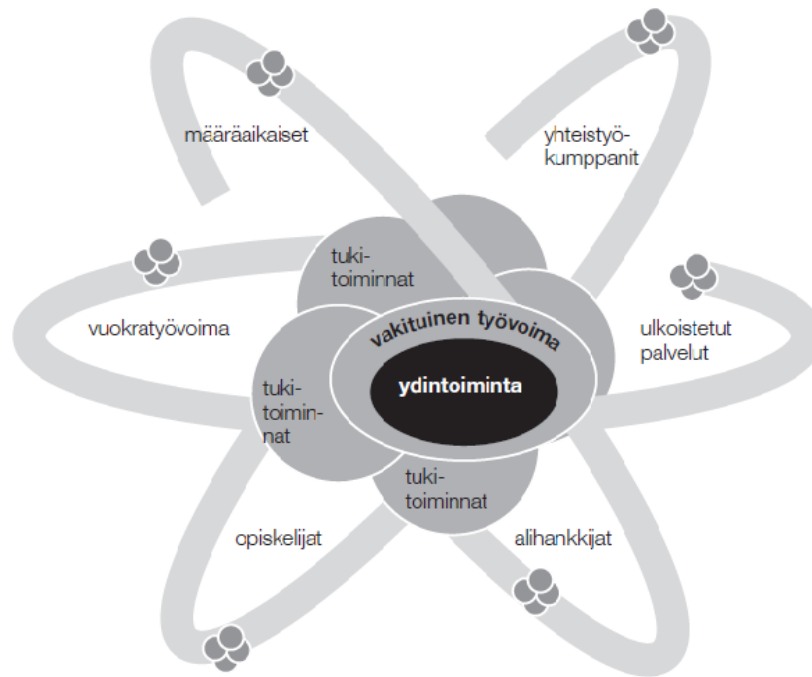 määräaikaiset
yhteistyö-
kumppanit
tuki-
toiminnat
vuokratyövoima
vakituinen työvoima
ulkoistetut
palvelut
ydintoiminta
tuki-
toimin-
nat
tuki-
toiminnat
opiskelijat
alihankkijat